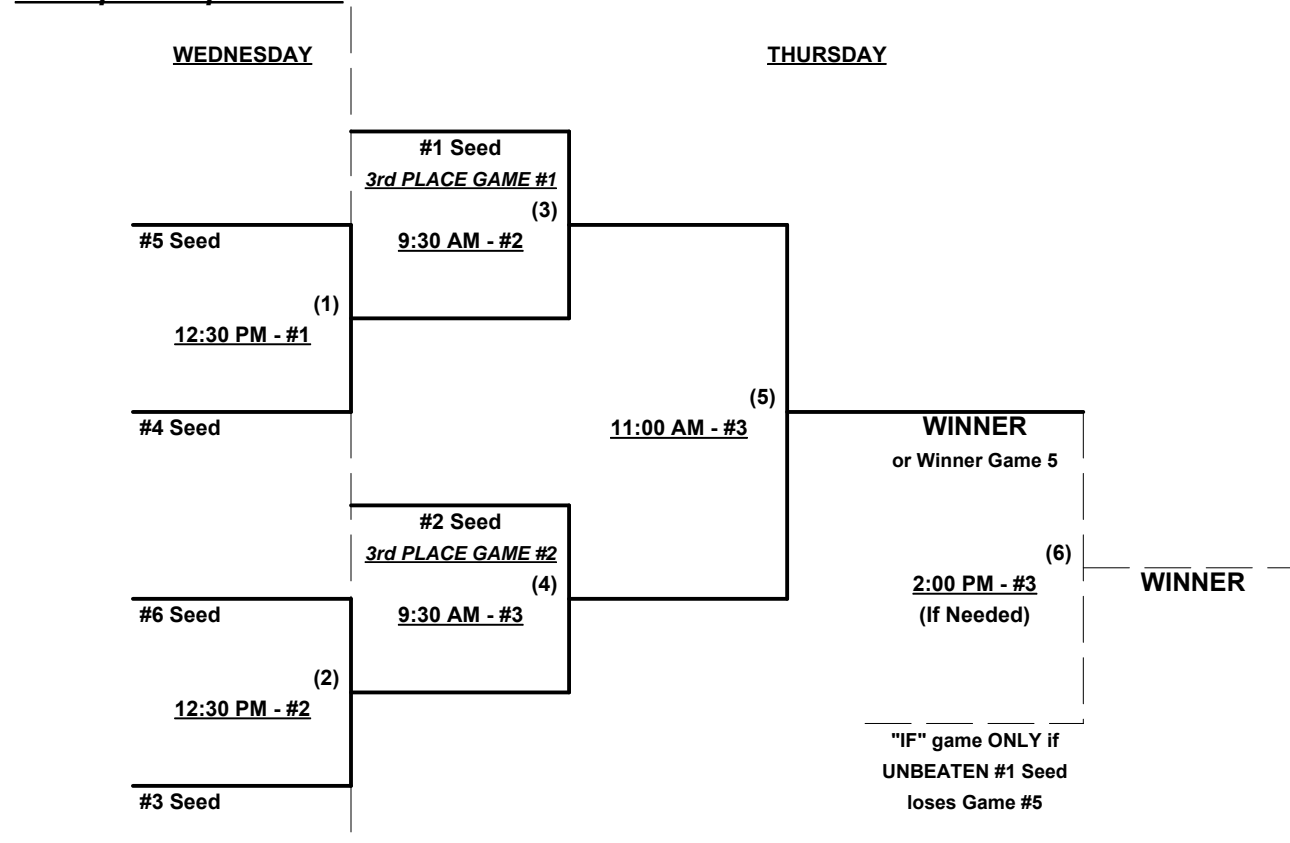 WEDNESDAY
THURSDAY
#1 Seed
3rd PLACE GAME #1
(3)
#5 Seed
9:30 AM - #2
(1)
12:30 PM - #1
(5)
#4 Seed
11:00 AM - #3
WINNER
or Winner Game 5
#2 Seed
3rd PLACE GAME #2
(6)
(4)
2:00 PM - #3
WINNER
#6 Seed
9:30 AM - #3
(If Needed)
(2)
12:30 PM - #2
"IF" game ONLY if
UNBEATEN #1 Seed
#3 Seed
loses Game #5